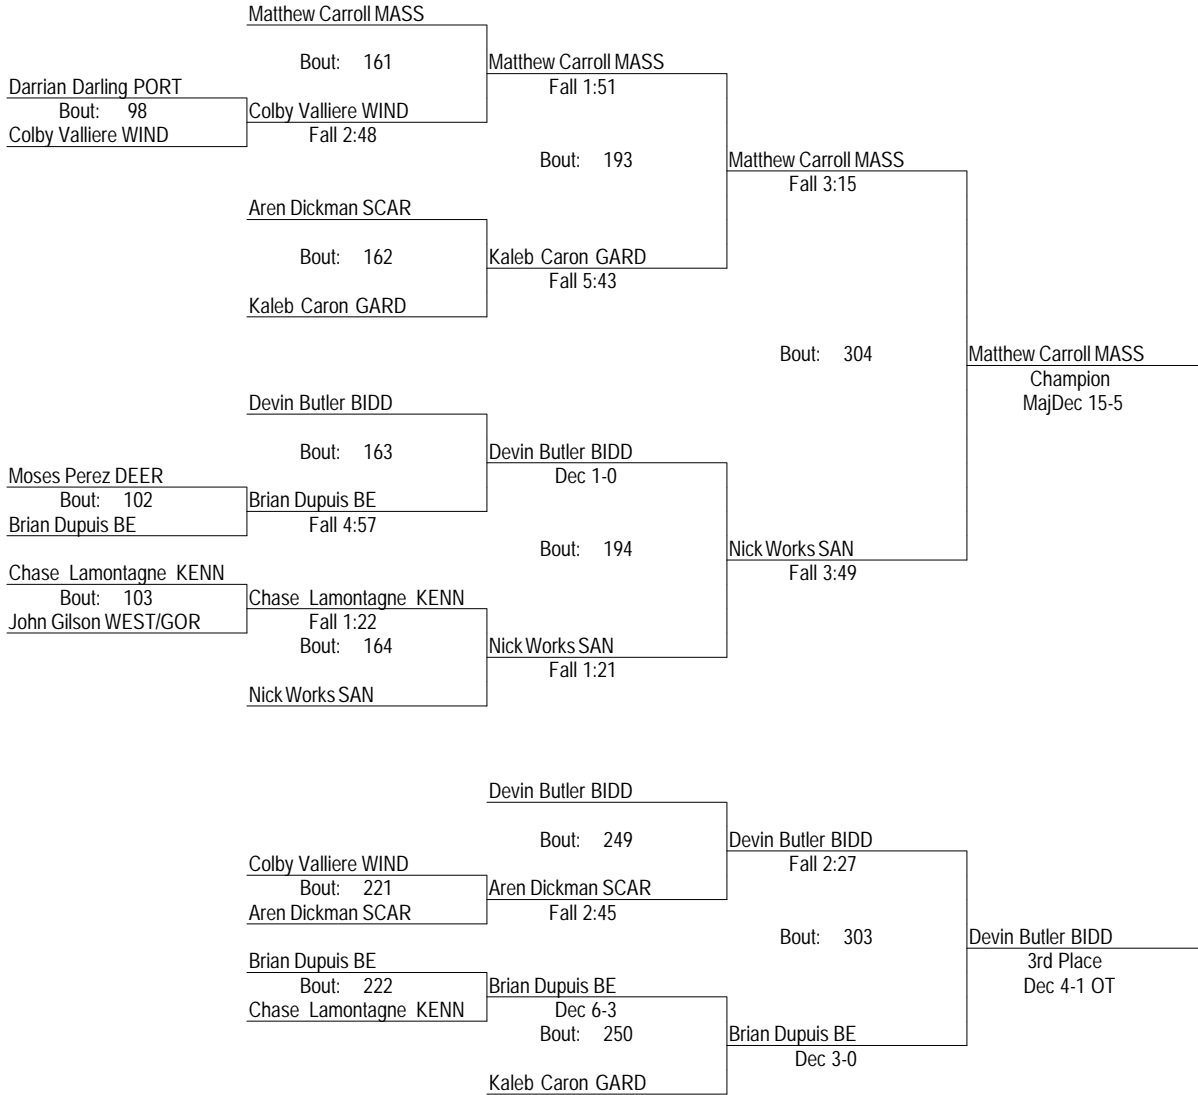 Matthew Carroll MASS
Bout: 161
Matthew Carroll MASS
Darrian Darling PORT
Fall 1:51
Bout: 98
Colby Valliere WIND
Colby Valliere WIND
Fall 2:48
Bout: 193
Matthew Carroll MASS
Fall 3:15
Aren Dickman SCAR
Bout: 162
Kaleb Caron GARD
Fall 5:43
Kaleb Caron GARD
Bout: 304
Matthew Carroll MASS
Champion
MajDec 15-5
Devin Butler BIDD
Bout: 163
Devin Butler BIDD
Moses Perez DEER
Dec 1-0
Bout: 102
Brian Dupuis BE
Brian Dupuis BE
Fall 4:57
Bout: 194
Nick Works SAN
Chase Lamontagne KENN
Fall 3:49
Bout: 103
Chase Lamontagne KENN
John Gilson WEST/GOR
Fall 1:22
Bout: 164
Nick Works SAN
Fall 1:21
Nick Works SAN
Devin Butler BIDD
Bout: 249
Devin Butler BIDD
Colby Valliere WIND
Fall 2:27
Bout: 221
Aren Dickman SCAR
Aren Dickman SCAR
Fall 2:45
Bout: 303
Devin Butler BIDD
Brian Dupuis BE
3rd Place
Bout: 222
Brian Dupuis BE
Dec 4-1 OT
Chase Lamontagne KENN
Dec 6-3
Bout: 250
Brian Dupuis BE
Dec 3-0
Kaleb Caron GARD